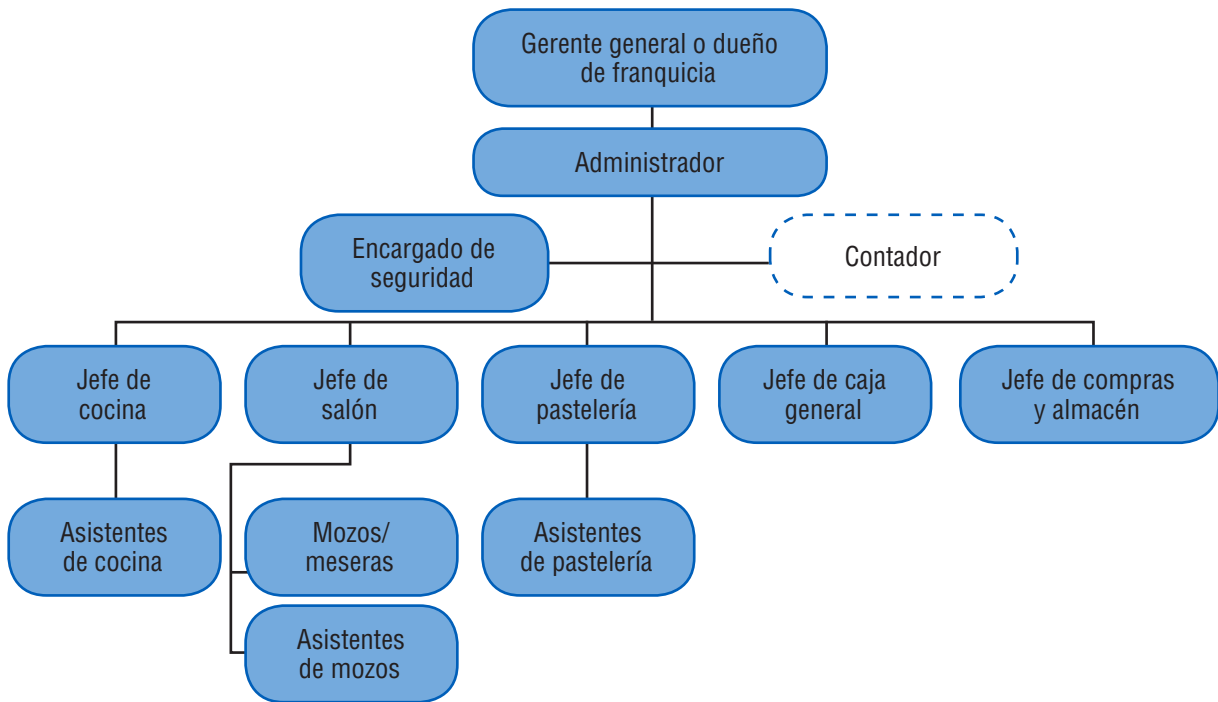 Gerente general o dueño
de franquicia
Administrador
Encargado de
seguridad
Contador
Jefe de
cocina
Jefe de
salón
Jefe de
pastelería
Jefe de caja
general
Jefe de compras
y almacén
Asistentes
de cocina
Mozos/
meseras
Asistentes
de pastelería
Asistentes
de mozos